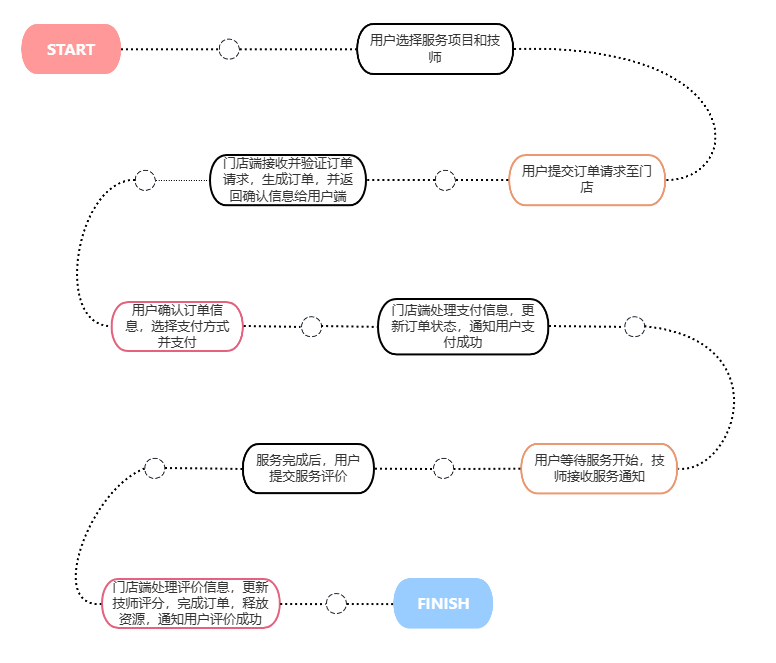 START
用户选择服务项目和技
师
用户提交订单请求至门
店
门店端接收并验证订单
请求，生成订单，并返
回确认信息给用户端
用户确认订单信
息，选择支付方式
并支付
门店端处理支付信息，更
新订单状态，通知用户支
付成功
用户等待服务开始，技
师接收服务通知
服务完成后，用户
提交服务评价
门店端处理评价信息，更新
技师评分，完成订单，释放
资源，通知用户评价成功
FINISH